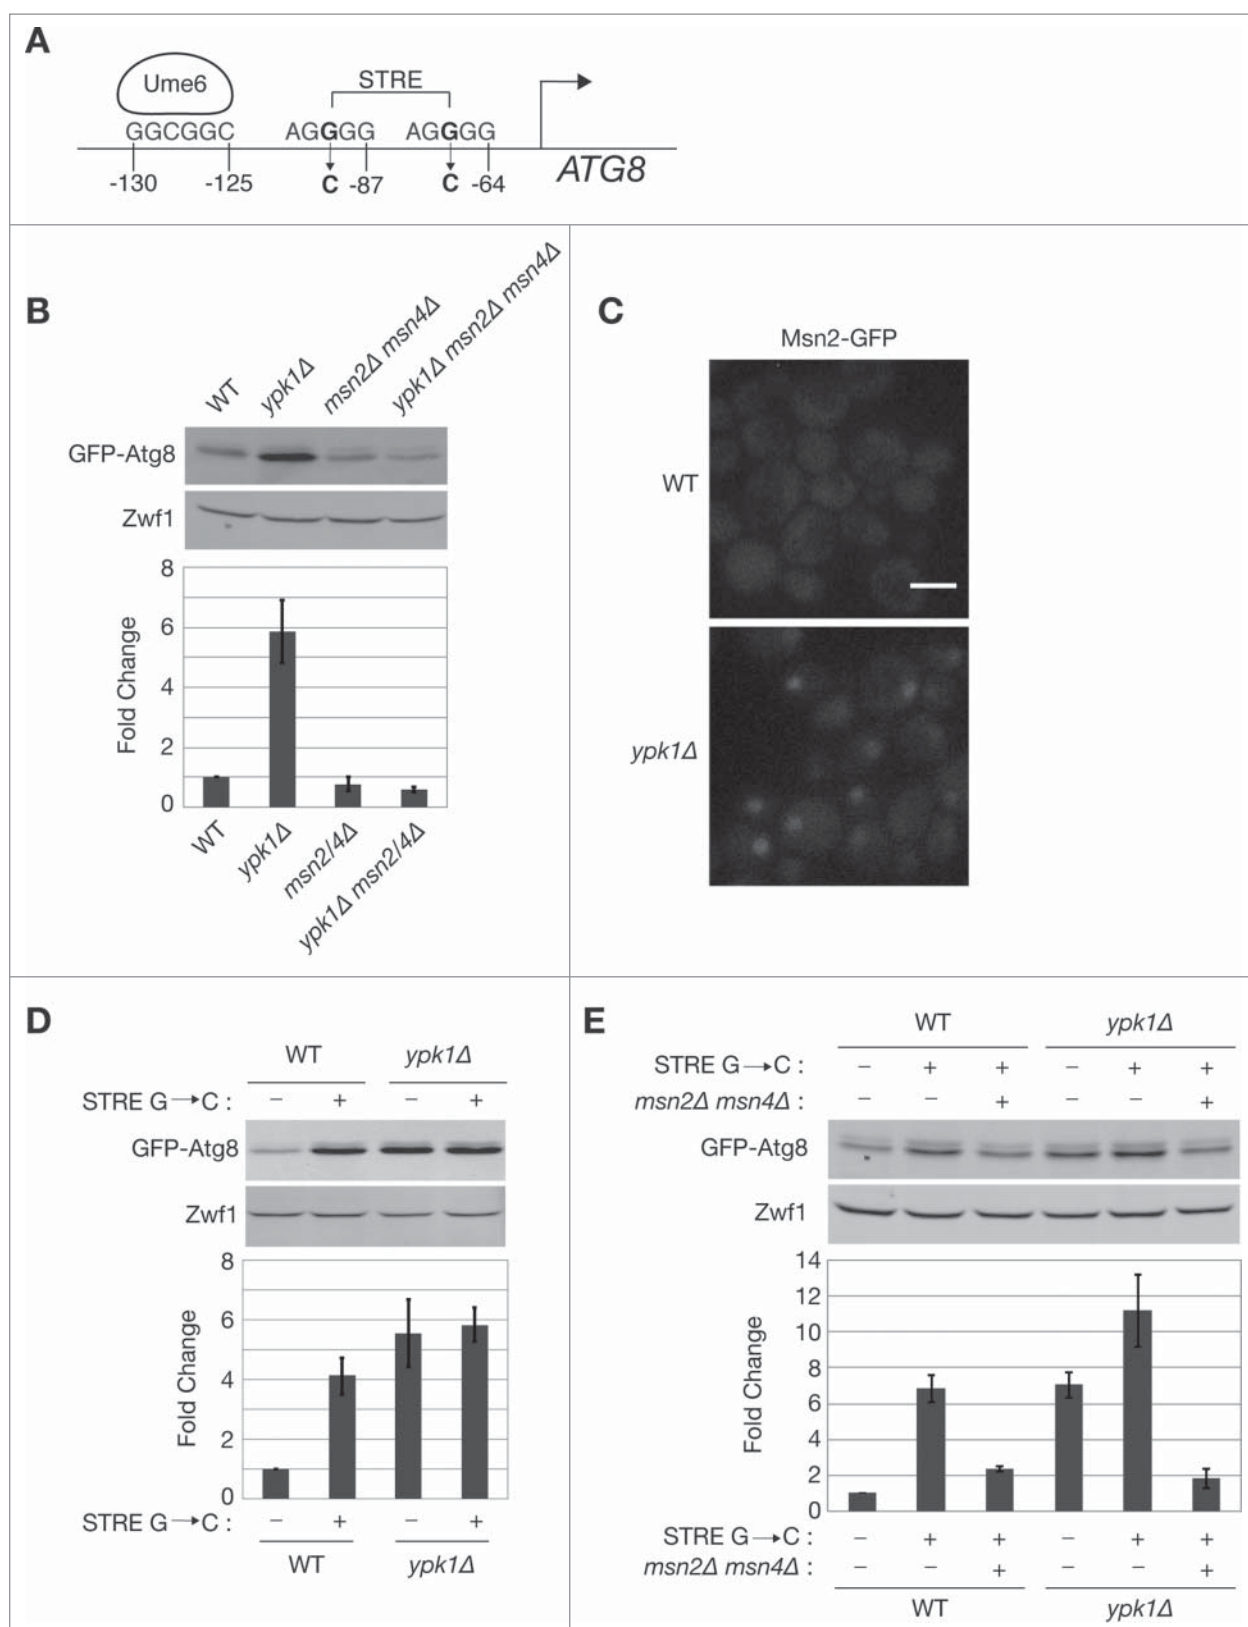 A
Ume6
STRE
GGCGGC AGGGGG AGGGGG
-130 -125 C -87 C -64 ATG8
B
WT ypk1Δ msn2Δ msn4Δ ypk1Δ msn2Δ msn4Δ
GFP-Atg8
Zwf1
8
6
4
2
0
Fold Change
WT ypk1Δ msn2/4Δ ypk1Δ msn2/4Δ
C
Msn2-GFP
WT
ypk1Δ
D
WT ypk1Δ
STRE G→C : – + – +
GFP-Atg8
Zwf1
8
6
4
2
0
Fold Change
STRE G→C : – + – +
WT ypk1Δ
E
WT ypk1Δ
STRE G→C : – + + – + +
msn2Δ msn4Δ : – – + – – +
GFP-Atg8
Zwf1
14
12
10
8
6
4
2
0
Fold Change
STRE G→C : – + + – + +
msn2Δ msn4Δ : – – + – – +
WT ypk1Δ